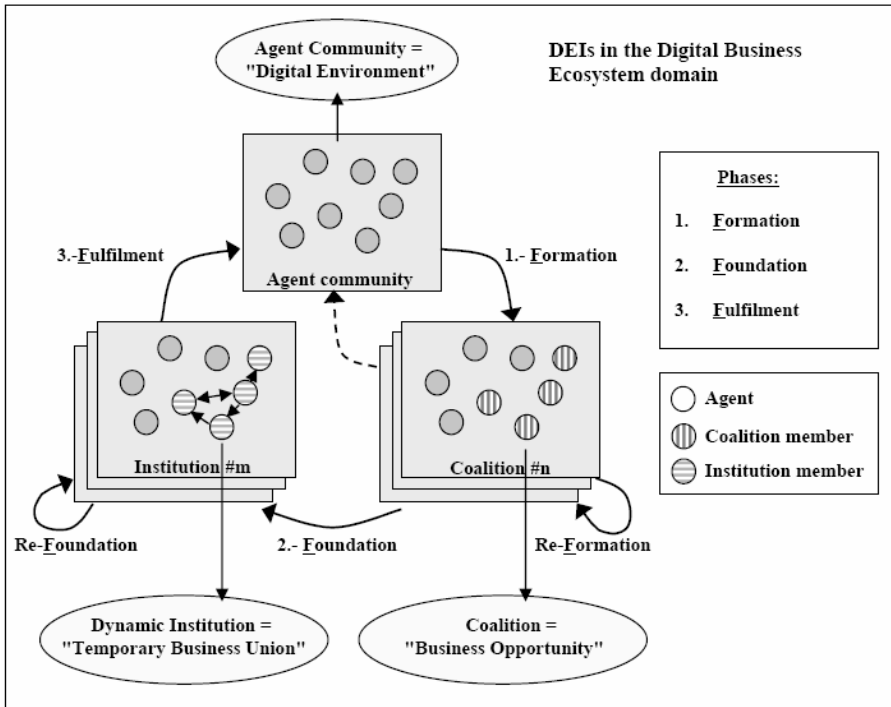 Agent Community =
"Digital Environment"
DEIs in the Digital Business
Ecosystem domain
Phases:
1. Formation
2. Foundation
3. Fulfilment
3.-Fulfilment
1.- Formation
Agent community
Agent
Coalition member
Institution member
Institution #m
Coalition #n
Re-Foundation
2.- Foundation
Re-Formation
Dynamic Institution =
"Temporary Business Union"
Coalition =
"Business Opportunity"